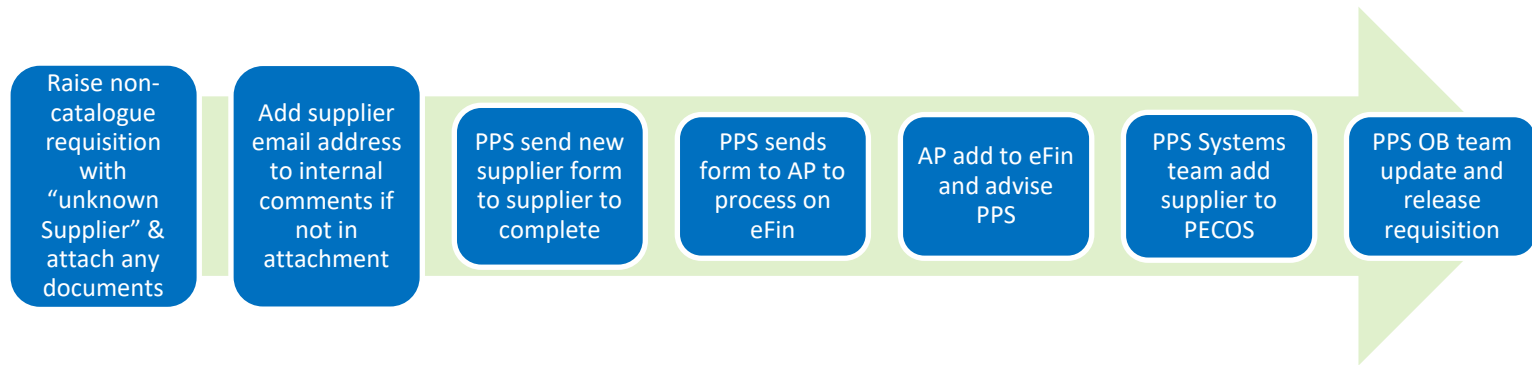 Raise non-
catalogue
requisition
with
“unknown
Supplier” &
attach any
documents
Add supplier
email address
to internal
comments if
not in
attachment
PPS send new
supplier form
to supplier to
complete
PPS sends
form to AP to
process on
eFin
AP add to eFin
and advise
PPS
PPS Systems
team add
supplier to
PECOS
PPS OB team
update and
release
requisition